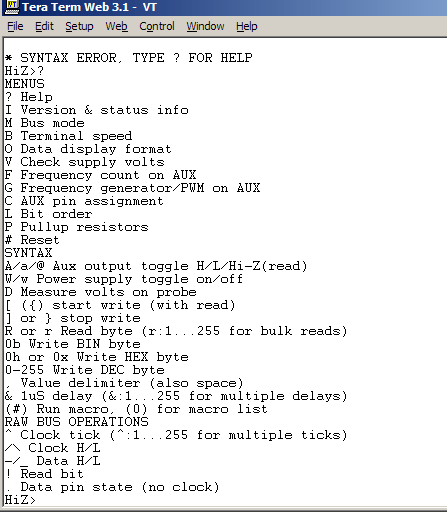 Tera Term Web 3.1 - VT
File Edit Setup Web Control Window Help
* SYNTAX ERROR, TYPE ? FOR HELP
HiZ>?
MENUS
? Help
I Version & status info
M Bus mode
B Terminal speed
O Data display format
V Check supply volts
F Frequency count on AUX
G Frequency generator/PWM on AUX
C AUX pin assignment
L Bit order
P Pullup resistors
# Reset
SYNTAX
A/a/@ Aux output toggle H/L/Hi-Z(read)
W/w Power supply toggle on/off
D Measure volts on probe
[ ({) start write (with read)
] or } stop write
R or r Read byte (r:1...255 for bulk reads)
0b Write BIN byte
0h or 0x Write HEX byte
0-255 Write DEC byte
, Value delimiter (also space)
& 1uS delay (&:1...255 for multiple delays)
(#) Run macro, (0) for macro list
RAW BUS OPERATIONS
^ Clock tick (^:1...255 for multiple ticks)
/\ Clock H/L
-/_ Data H/L
! Read bit
. Data pin state (no clock)
HiZ>